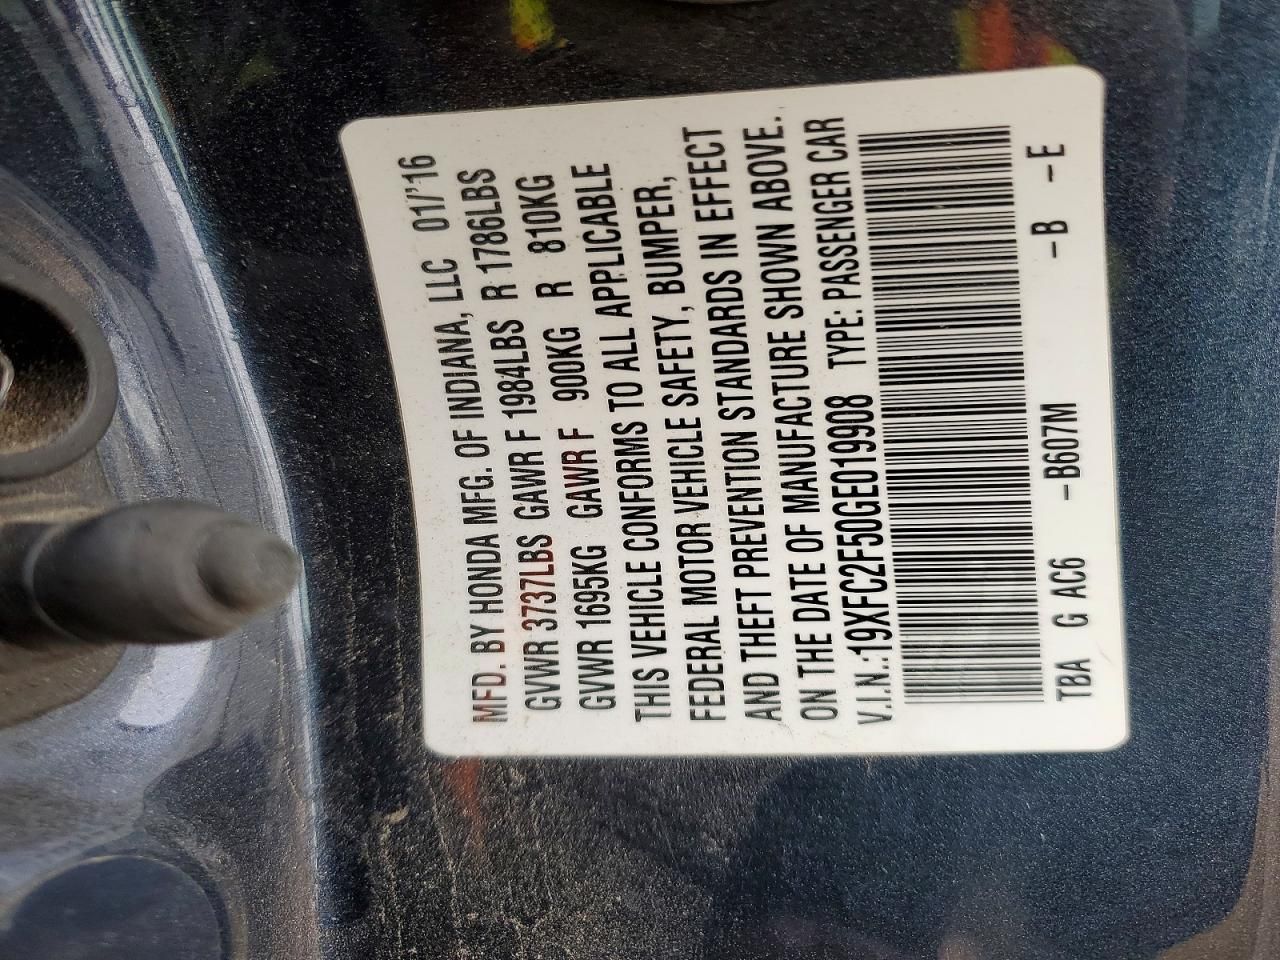 MFD. BY HONDA MFG. OF INDIANA, LLC 01/'16
GVWR 3737LBS GAWR F 1984LBS R 1786LBS
GVWR 1695KG GAWR F 900KG R 810KG
THIS VEHICLE CONFORMS TO ALL APPLICABLE
FEDERAL MOTOR VEHICLE SAFETY, BUMPER,
AND THEFT PREVENTION STANDARDS IN EFFECT
ON THE DATE OF MANUFACTURE SHOWN ABOVE.
V.I.N.:19XFC2F50GE019908 TYPE: PASSENGER CAR
TBA G AC6 -B607M -B -E